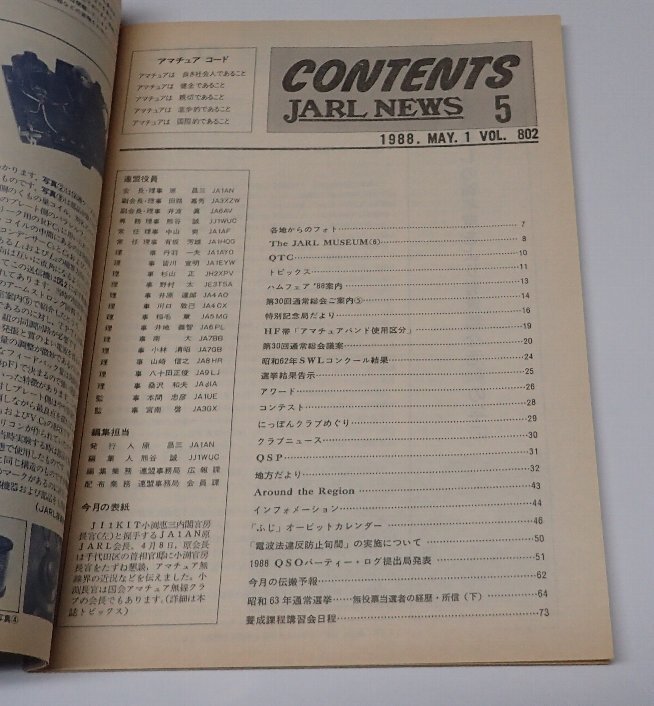 アマチュア コード
アマチュアは 良き社会人であること
アマチュアは 健全であること
アマチュアは 親切であること
アマチュアは 進歩的であること
アマチュアは 国際的であること
CONTENTS
JARL NEWS 5
1988. MAY. 1 VOL. 802
連盟役員
会長・理事 原 昌三 JA1AN
副会長・理事 田熊 嘉秀 JA3XZW
副会長・理事 井波 眞 JA6AV
専務理事 熊谷 誠 JJ1WUC
常任理事 中山 朔 JA1AF
常任理事 有坂 芳雄 JA1HQG
理事 丹羽 一夫 JA1AYO
理事 皆川 宣明 JA1EYW
理事 杉山 正 JH2XPV
理事 野村 太 JE3TSA
理事 井原 達郎 JA4AO
理事 川口 敦己 JA4CX
理事 稲毛 章 JA5MG
理事 井地 義智 JA6PL
理事 南 大 JA7BB
理事 小林 清昭 JA7GB
理事 山崎 信之 JA8HR
理事 八十田正俊 JA9LJ
理事 桑沢 和夫 JAøIA
監事 本間 忠彦 JA1UE
監事 宮南 啓 JA3GX
編集担当
発行人 原 昌三 JA1AN
編集人 熊谷 誠 JJ1WUC
編集業務 連盟事務局 広報課
配布業務 連盟事務局 会員課
今月の表紙
JI1KIT小渕恵三内閣官房
長官(左)と握手するJA1AN原
JARL会長。4月8日、原会長
は千代田区の首相官邸に小渕官房
長官をたずね懇談、アマチュア無
線界の近況などを伝えました。小
渕長官は国会アマチュア無線クラ
ブの会長でもあります。(詳細は本
誌トピックス)
各地からのフォト 7
The JARL MUSEUM(6) 8
QTC 10
トピックス 11
ハムフェア'88案内 13
第30回通常総会ご案内⑤ 14
特別記念局だより 16
HF帯「アマチュアバンド使用区分」 19
第30回通常総会議案 20
昭和62年SWLコンクール結果 24
選挙結果告示 25
アワード 26
コンテスト 28
にっぽんクラブめぐり 29
クラブニュース 30
QSP 31
地方だより 32
Around the Region 43
インフォメーション 44
「ふじ」オービットカレンダー 46
「電波法違反防止旬間」の実施について 50
1988 QSOパーティー・ログ提出局発表 51
今月の伝搬予報 62
昭和63年通常選挙……無投票当選者の経歴・所信(下) 64
養成課程講習会日程 73